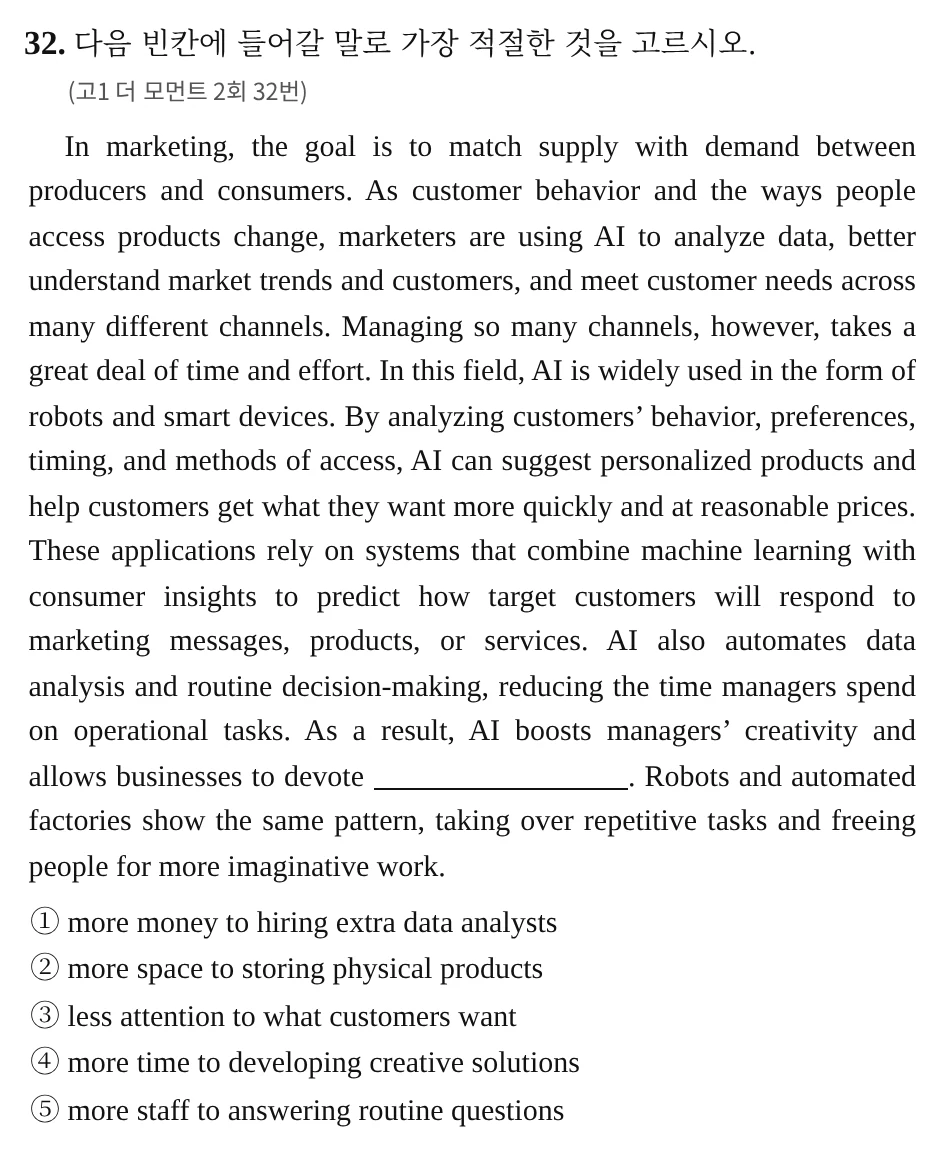 32. 다음 빈칸에 들어갈 말로 가장 적절한 것을 고르시오.
(고1 더 모먼트 2회 32번)
In marketing, the goal is to match supply with demand between
producers and consumers. As customer behavior and the ways people
access products change, marketers are using AI to analyze data, better
understand market trends and customers, and meet customer needs across
many different channels. Managing so many channels, however, takes a
great deal of time and effort. In this field, AI is widely used in the form of
robots and smart devices. By analyzing customers’ behavior, preferences,
timing, and methods of access, AI can suggest personalized products and
help customers get what they want more quickly and at reasonable prices.
These applications rely on systems that combine machine learning with
consumer insights to predict how target customers will respond to
marketing messages, products, or services. AI also automates data
analysis and routine decision-making, reducing the time managers spend
on operational tasks. As a result, AI boosts managers’ creativity and
allows businesses to devote ________________. Robots and automated
factories show the same pattern, taking over repetitive tasks and freeing
people for more imaginative work.
① more money to hiring extra data analysts
② more space to storing physical products
③ less attention to what customers want
④ more time to developing creative solutions
⑤ more staff to answering routine questions